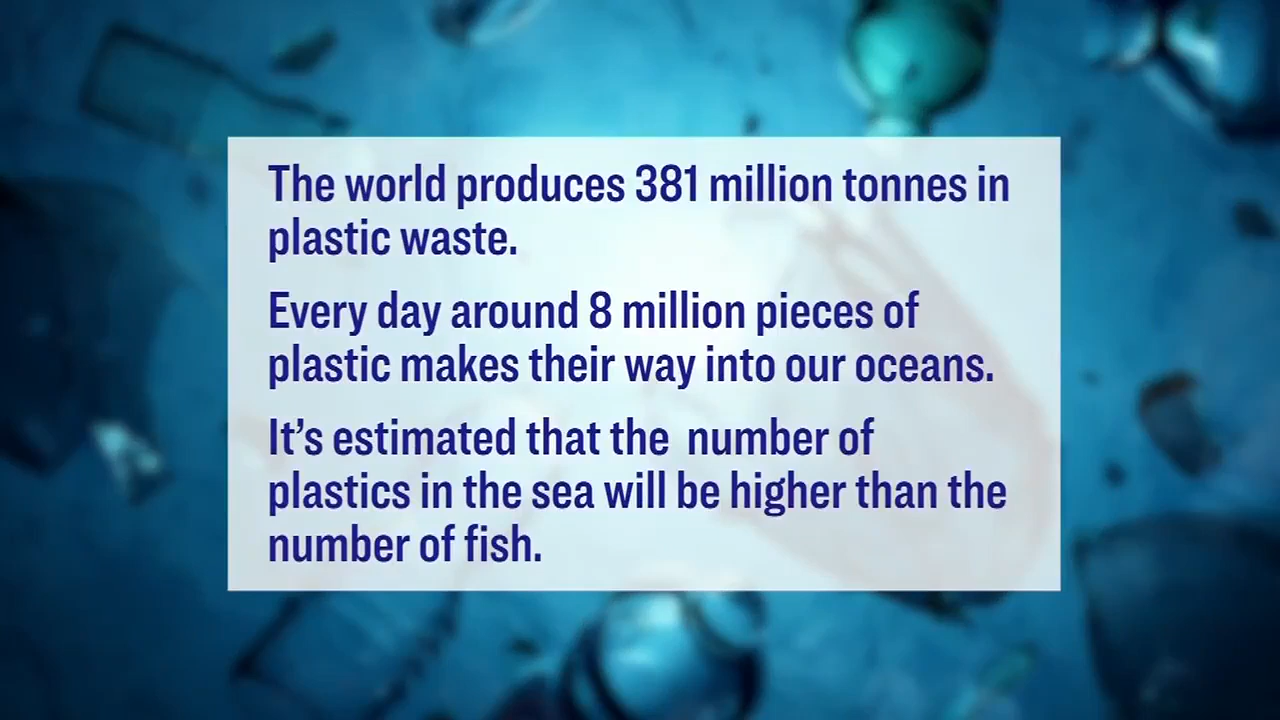 The world produces 381 million tonnes in
plastic waste.
Every day around 8 million pieces of
plastic makes their way into our oceans.
It’s estimated that the  number of
plastics in the sea will be higher than the
number of fish.